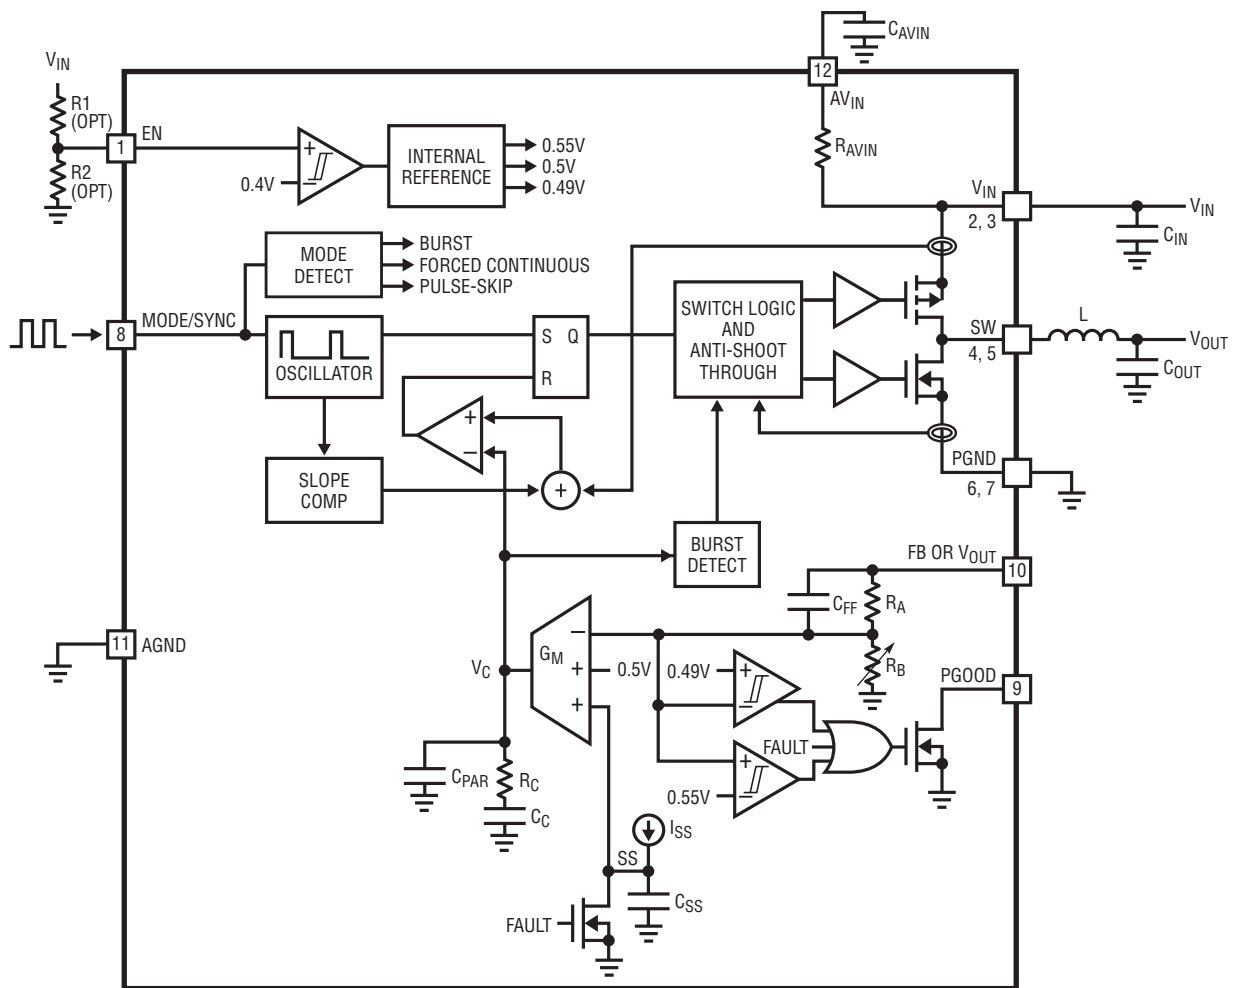 CAVIN
12
AVIN
RAVIN
VIN
R1
(OPT)
1
EN
R2
(OPT)
0.4V
+
–
INTERNAL
REFERENCE
0.55V
0.5V
0.49V
VIN
2, 3
VIN
CIN
MODE
DETECT
BURST
FORCED CONTINUOUS
PULSE-SKIP
8
MODE/SYNC
OSCILLATOR
S Q
R
SWITCH LOGIC
AND
ANTI-SHOOT
THROUGH
SW
4, 5
L
VOUT
COUT
+
–
SLOPE
COMP
+
PGND
6, 7
BURST
DETECT
FB OR VOUT
10
CFF
RA
RB
11
AGND
VC
GM
–
+
+
0.5V
0.49V
+
–
PGOOD
9
FAULT
+
–
0.55V
CPAR
RC
CC
ISS
SS
CSS
FAULT